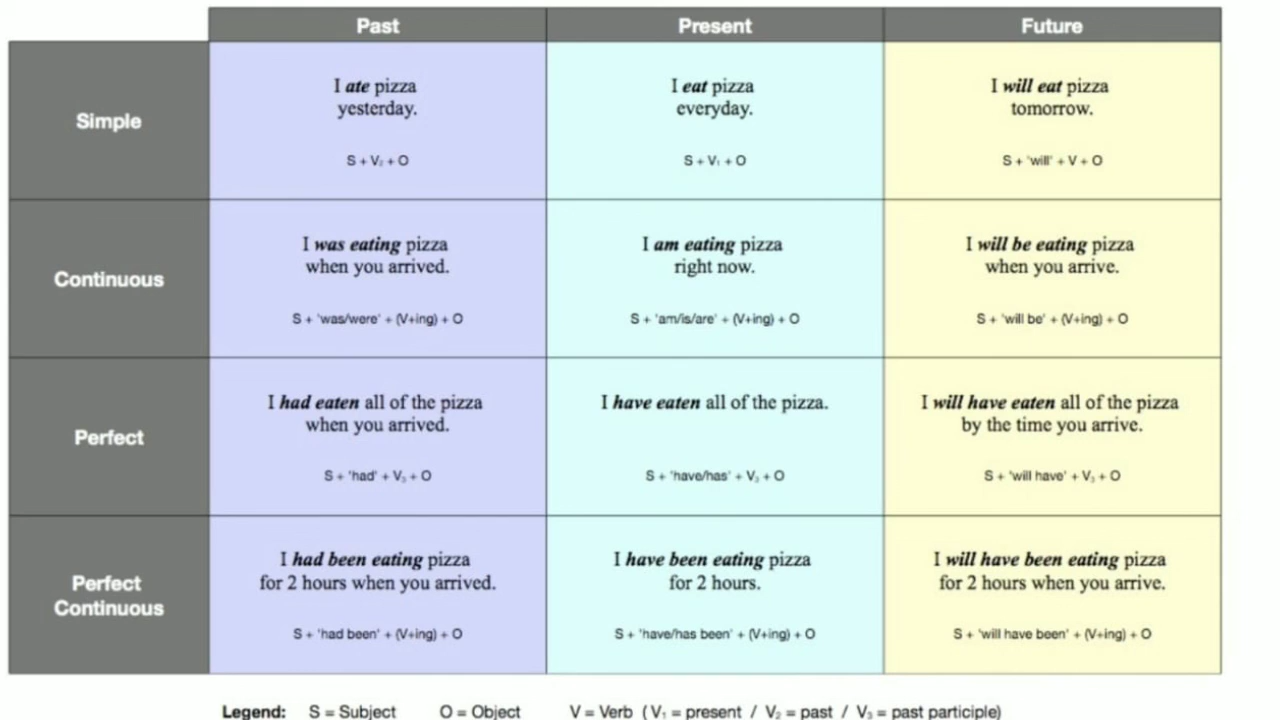 Past Present Future
Simple
I ate pizza
yesterday.
S + V₂ + O
I eat pizza
everyday.
S + V₁ + O
I will eat pizza
tomorrow.
S + 'will' + V + O
Continuous
I was eating pizza
when you arrived.
S + 'was/were' + (V+ing) + O
I am eating pizza
right now.
S + 'am/is/are' + (V+ing) + O
I will be eating pizza
when you arrive.
S + 'will be' + (V+ing) + O
Perfect
I had eaten all of the pizza
when you arrived.
S + 'had' + V₃ + O
I have eaten all of the pizza.
S + 'have/has' + V₃ + O
I will have eaten all of the pizza
by the time you arrive.
S + 'will have' + V₃ + O
Perfect
Continuous
I had been eating pizza
for 2 hours when you arrived.
S + 'had been' + (V+ing) + O
I have been eating pizza
for 2 hours.
S + 'have/has been' + (V+ing) + O
I will have been eating pizza
for 2 hours when you arrive.
S + 'will have been' + (V+ing) + O
Legend: S = Subject O = Object V = Verb ( V₁ = present / V₂ = past / V₃ = past participle)